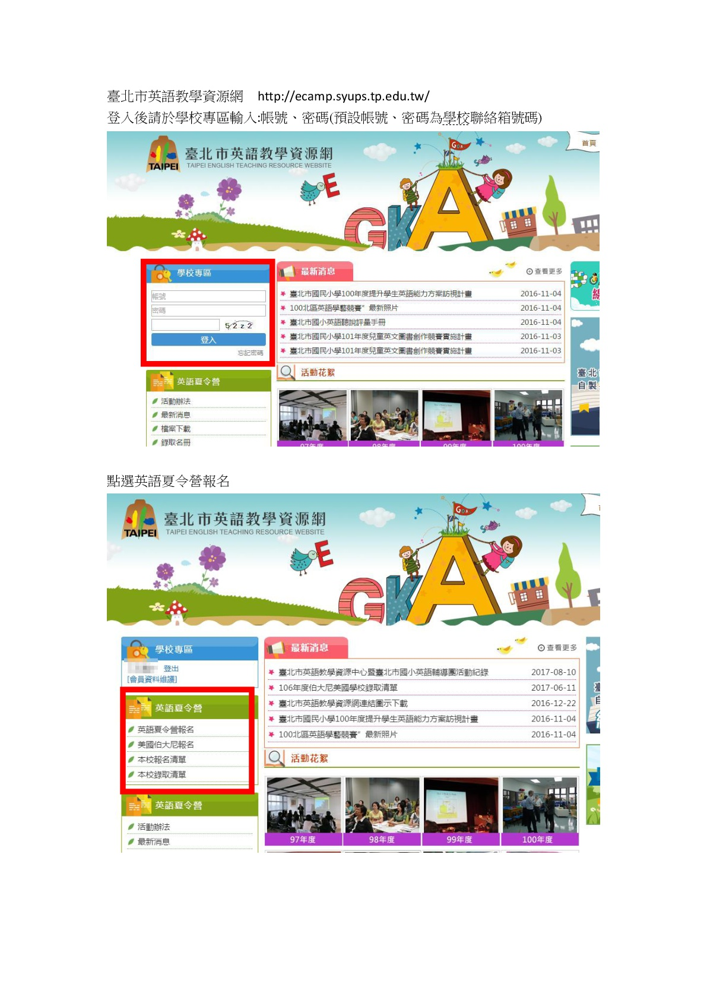 臺北市英語教學資源網 http://ecamp.syups.tp.edu.tw/
登入後請於學校專區輸入:帳號、密碼(預設帳號、密碼為學校聯絡箱號碼)
首頁
TAIPEI
臺北市英語教學資源網
TAIPEI ENGLISH TEACHING RESOURCE WEBSITE
GOA
E
GKA
學校專區
帳號
密碼
52z2
登入
忘記密碼
最新消息
查看更多
臺北市國民小學100年度提升學生英語能力方案訪視計畫 2016-11-04
100北區英語學藝競賽”最新照片 2016-11-04
臺北市國小英語聽說評量手冊 2016-11-04
臺北市國民小學101年度兒童英文圖書創作競賽實施計畫 2016-11-03
臺北市國民小學101年度兒童英文圖書創作競賽實施計畫 2016-11-03
活動花絮
英語夏令營
活動辦法
最新消息
檔案下載
錄取名冊
97年度 98年度 99年度 100年度
臺北
自製
點選英語夏令營報名
TAIPEI
臺北市英語教學資源網
TAIPEI ENGLISH TEACHING RESOURCE WEBSITE
GOA
E
GKA
學校專區
登出
[會員資料維護]
英語夏令營
英語夏令營報名
美國伯大尼報名
本校報名清單
本校錄取清單
英語夏令營
活動辦法
最新消息
最新消息
查看更多
臺北市英語教學資源中心暨臺北市國小英語輔導團活動紀錄 2017-08-10
106年度伯大尼美國學校錄取清單 2017-06-11
臺北市英語教學資源網連結圖示下載 2016-12-22
臺北市國民小學100年度提升學生英語能力方案訪視計畫 2016-11-04
100北區英語學藝競賽”最新照片 2016-11-04
活動花絮
97年度 98年度 99年度 100年度